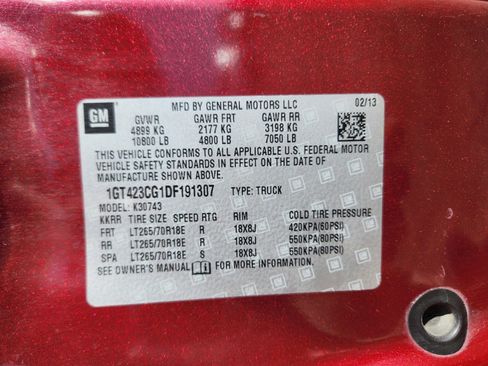 GM
MFD BY GENERAL MOTORS LLC 02/13
GVWR GAWR FRT GAWR RR
4899 KG 2177 KG 3198 KG
10800 LB 4800 LB 7050 LB
THIS VEHICLE CONFORMS TO ALL APPLICABLE U.S. FEDERAL MOTOR
VEHICLE SAFETY STANDARDS IN EFFECT ON THE DATE OF
MANUFACTURE SHOWN ABOVE.
1GT423CG1DF191307 TYPE: TRUCK
MODEL: K30743
KKRR TIRE SIZE SPEED RTG RIM COLD TIRE PRESSURE
FRT LT265/70R18E R 18X8J 420KPA(60PSI)
RR LT265/70R18E R 18X8J 550KPA(80PSI)
SPA LT265/70R18E S 18X8J 550KPA(80PSI)
SEE OWNER'S MANUAL FOR MORE INFORMATION.